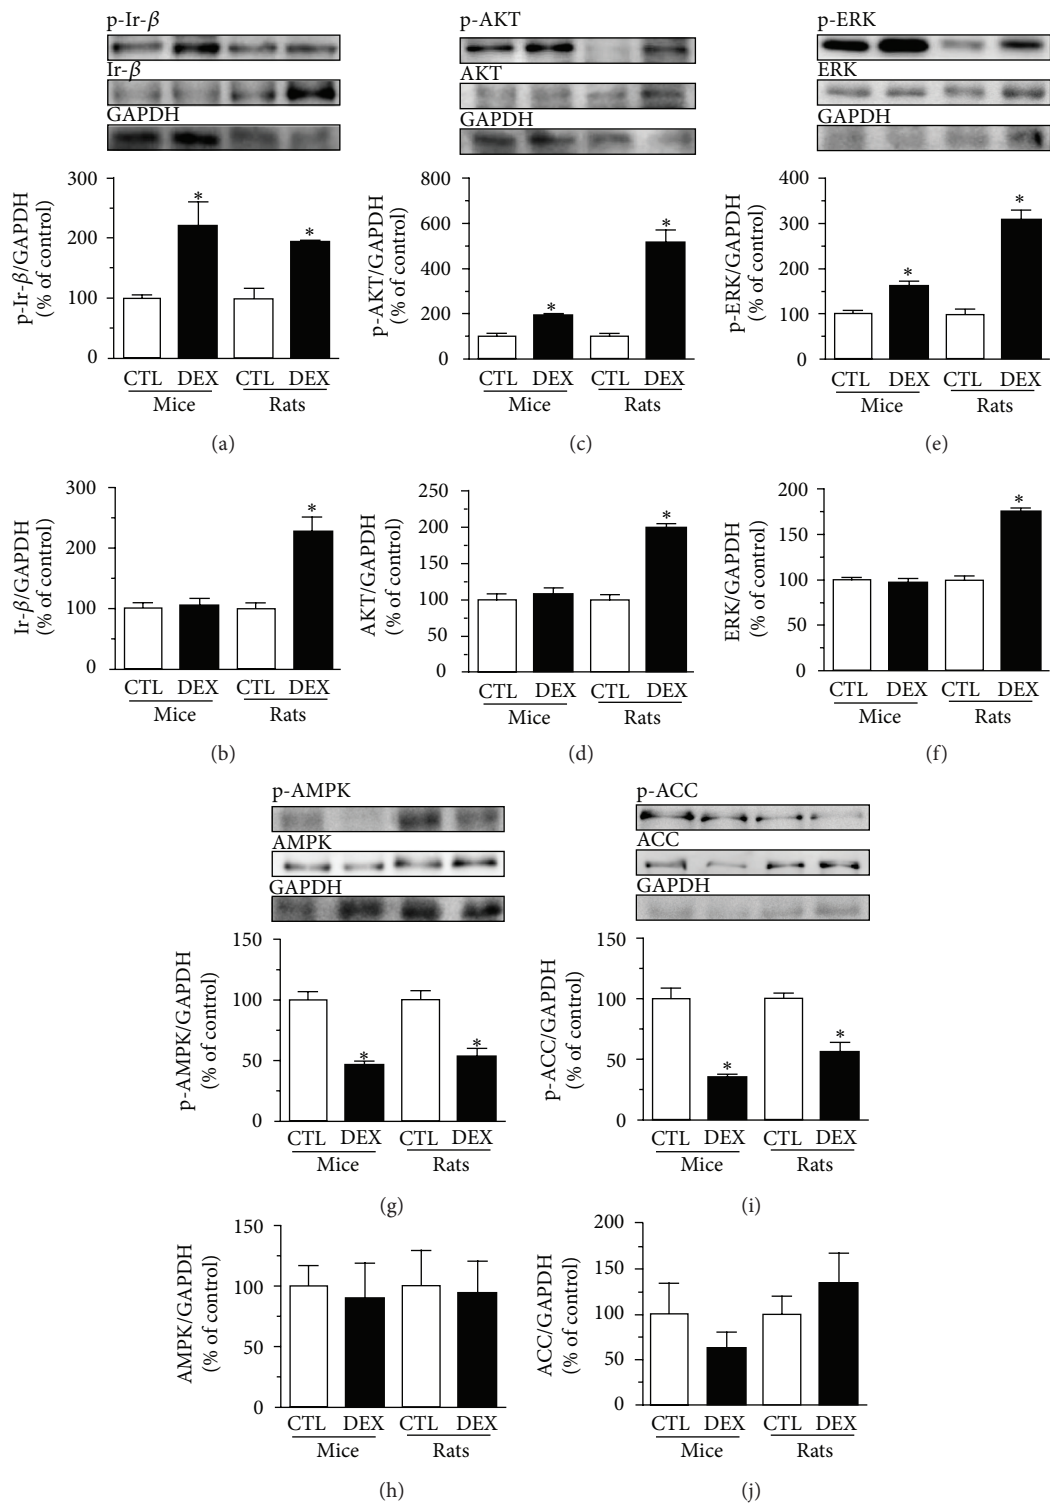 p-Ir-β
Ir-β
GAPDH
p-Ir-β/GAPDH
(% of control)
300
200
100
0
*
*
CTL DEX CTL DEX
Mice Rats
(a)
p-AKT
AKT
GAPDH
p-AKT/GAPDH
(% of control)
800
600
400
200
0
*
*
CTL DEX CTL DEX
Mice Rats
(c)
p-ERK
ERK
GAPDH
p-ERK/GAPDH
(% of control)
400
300
200
100
0
*
*
CTL DEX CTL DEX
Mice Rats
(e)
Ir-β/GAPDH
(% of control)
300
200
100
0
*
CTL DEX CTL DEX
Mice Rats
(b)
AKT/GAPDH
(% of control)
250
200
150
100
50
0
*
CTL DEX CTL DEX
Mice Rats
(d)
ERK/GAPDH
(% of control)
200
150
100
50
0
*
CTL DEX CTL DEX
Mice Rats
(f)
p-AMPK
AMPK
GAPDH
p-AMPK/GAPDH
(% of control)
150
100
50
0
*
*
CTL DEX CTL DEX
Mice Rats
(g)
p-ACC
ACC
GAPDH
p-ACC/GAPDH
(% of control)
150
100
50
0
*
*
CTL DEX CTL DEX
Mice Rats
(i)
AMPK/GAPDH
(% of control)
150
100
50
0
CTL DEX CTL DEX
Mice Rats
(h)
ACC/GAPDH
(% of control)
200
150
100
50
0
CTL DEX CTL DEX
Mice Rats
(j)